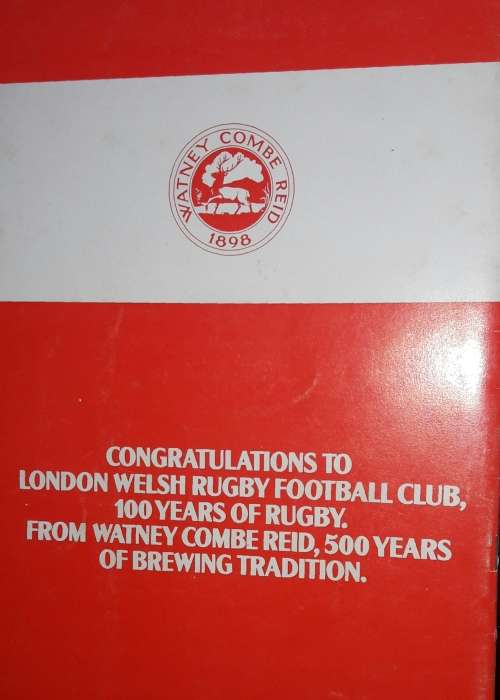 WATNEY COMBE REID
1898
CONGRATULATIONS TO
LONDON WELSH RUGBY FOOTBALL CLUB,
100 YEARS OF RUGBY.
FROM WATNEY COMBE REID, 500 YEARS
OF BREWING TRADITION.